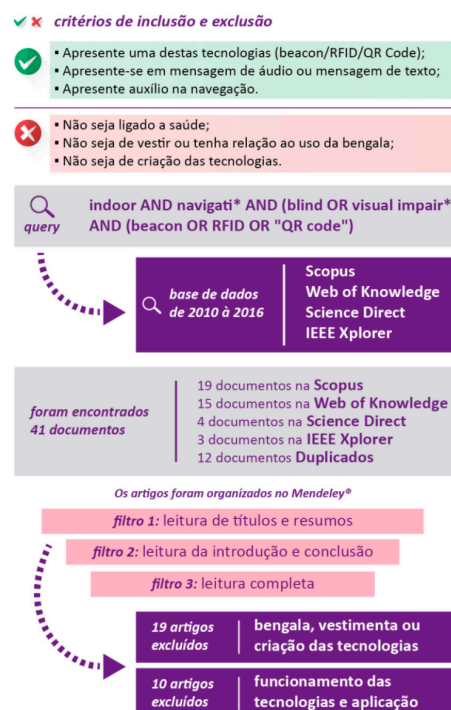 critérios de inclusão e exclusão
▪ Apresente uma destas tecnologias (beacon/RFID/QR Code);
▪ Apresente-se em mensagem de áudio ou mensagem de texto;
▪ Apresente auxílio na navegação.
▪ Não seja ligado a saúde;
▪ Não seja de vestir ou tenha relação ao uso da bengala;
▪ Não seja de criação das tecnologias.
query
indoor AND navigati* AND (blind OR visual impair*
AND (beacon OR RFID OR "QR code")
base de dados
de 2010 à 2016
Scopus
Web of Knowledge
Science Direct
IEEE Xplorer
foram encontrados
41 documentos
19 documentos na Scopus
15 documentos na Web of Knowledge
4 documentos na Science Direct
3 documentos na IEEE Xplorer
12 documentos Duplicados
Os artigos foram organizados no Mendeley®
filtro 1: leitura de títulos e resumos
filtro 2: leitura da introdução e conclusão
filtro 3: leitura completa
19 artigos
excluídos
bengala, vestimenta ou
criação das tecnologias
10 artigos
excluídos
funcionamento das
tecnologias e aplicação